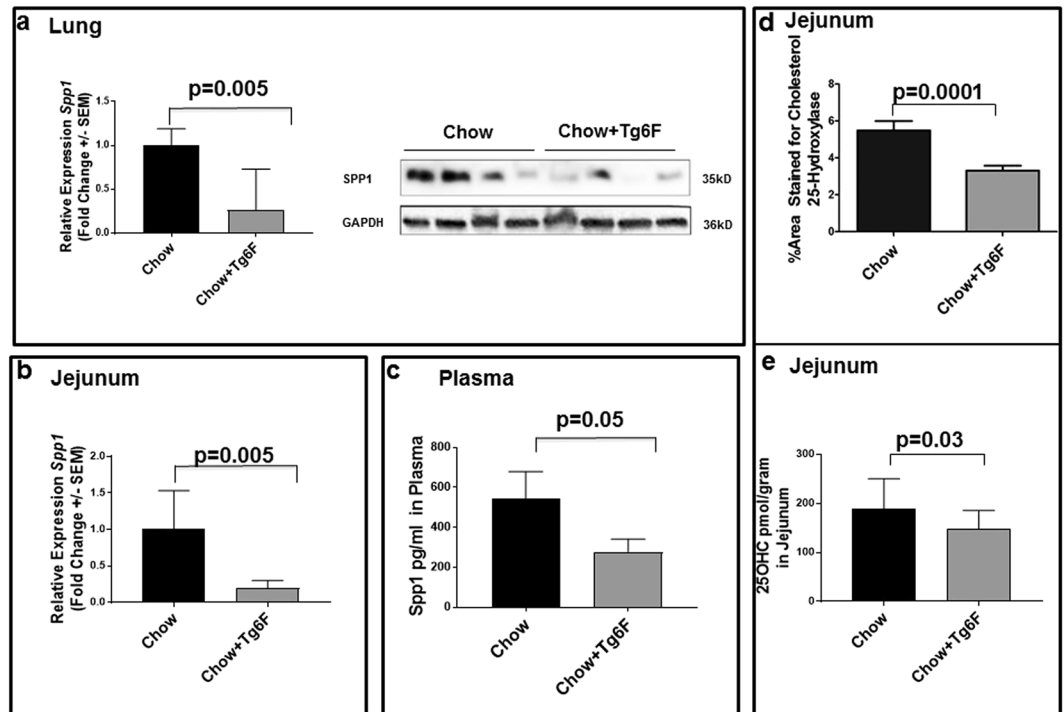 a Lung
Relative Expression Spp1
(Fold Change +/- SEM)
1.5
1.0
0.5
0.0
p=0.005
Chow
Chow+Tg6F
Chow Chow+Tg6F
SPP1 35kD
GAPDH 36kD
b Jejunum
Relative Expression Spp1
(Fold Change +/- SEM)
2.0
1.5
1.0
0.5
0.0
p=0.005
Chow
Chow+Tg6F
c Plasma
Spp1 pg/ml in Plasma
800
600
400
200
0
p=0.05
Chow
Chow+Tg6F
d Jejunum
%Area Stained for Cholesterol
25-Hydroxylase
8
6
4
2
0
p=0.0001
Chow
Chow+Tg6F
e Jejunum
25OHC pmol/gram
in Jejunum
300
200
100
0
p=0.03
Chow
Chow+Tg6F